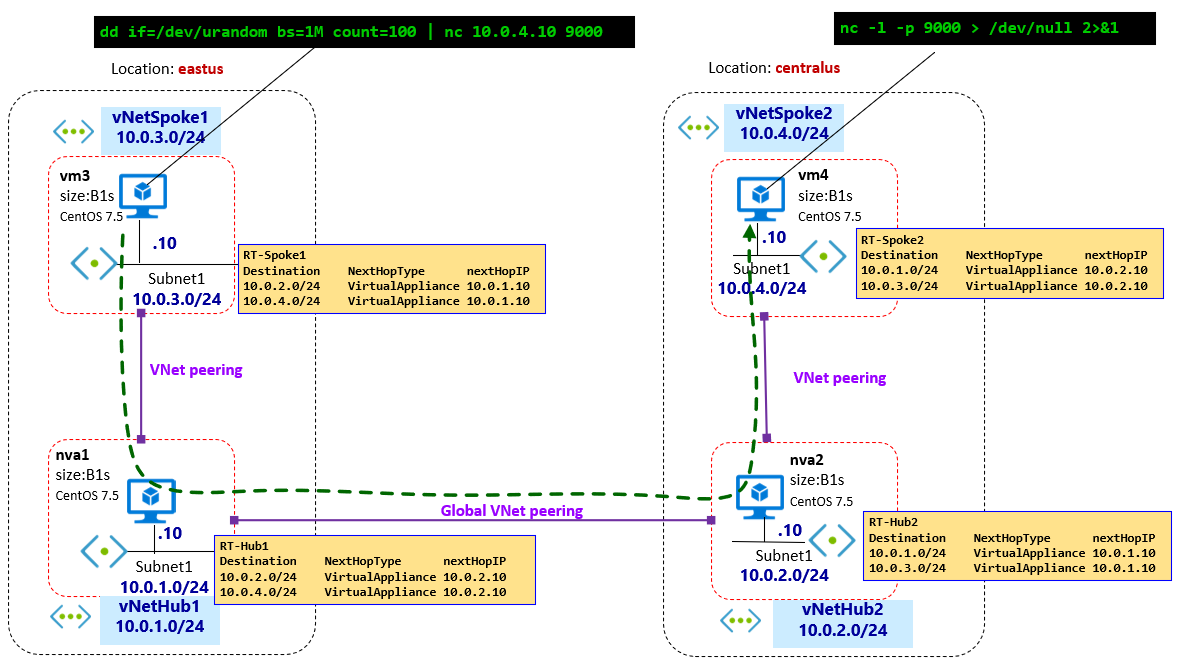 dd if=/dev/urandom bs=1M count=100 | nc 10.0.4.10 9000
nc -l -p 9000 > /dev/null 2>&1
Location: eastus
Location: centralus
vNetSpoke1
10.0.3.0/24
vm3
size:B1s
CentOS 7.5
.10
Subnet1
10.0.3.0/24
RT-Spoke1
Destination NextHopType nextHopIP
10.0.2.0/24 VirtualAppliance 10.0.1.10
10.0.4.0/24 VirtualAppliance 10.0.1.10
vNetSpoke2
10.0.4.0/24
vm4
size:B1s
CentOS 7.5
.10
Subnet1
10.0.4.0/24
RT-Spoke2
Destination NextHopType nextHopIP
10.0.1.0/24 VirtualAppliance 10.0.2.10
10.0.3.0/24 VirtualAppliance 10.0.2.10
VNet peering
VNet peering
nva1
size:B1s
CentOS 7.5
.10
Subnet1
10.0.1.0/24
vNetHub1
10.0.1.0/24
Global VNet peering
RT-Hub1
Destination NextHopType nextHopIP
10.0.2.0/24 VirtualAppliance 10.0.2.10
10.0.4.0/24 VirtualAppliance 10.0.2.10
nva2
size:B1s
CentOS 7.5
.10
Subnet1
10.0.2.0/24
RT-Hub2
Destination NextHopType nextHopIP
10.0.1.0/24 VirtualAppliance 10.0.1.10
10.0.3.0/24 VirtualAppliance 10.0.1.10
vNetHub2
10.0.2.0/24